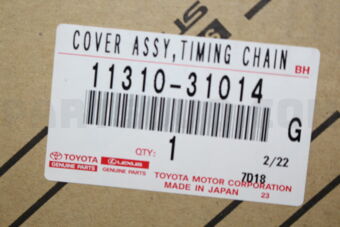 COVER ASSY,TIMING CHAIN
BH
11310-31014
G
QTY:
1
2/22
7D18
TOYOTA
GENUINE PARTS
LEXUS
GENUINE PARTS
TOYOTA MOTOR CORPORATION
MADE IN JAPAN
23